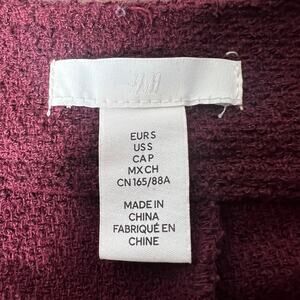 H&M
EUR S
US S
CA P
MX CH
CN 165/88A
MADE IN
CHINA
FABRIQUÉ EN
CHINE